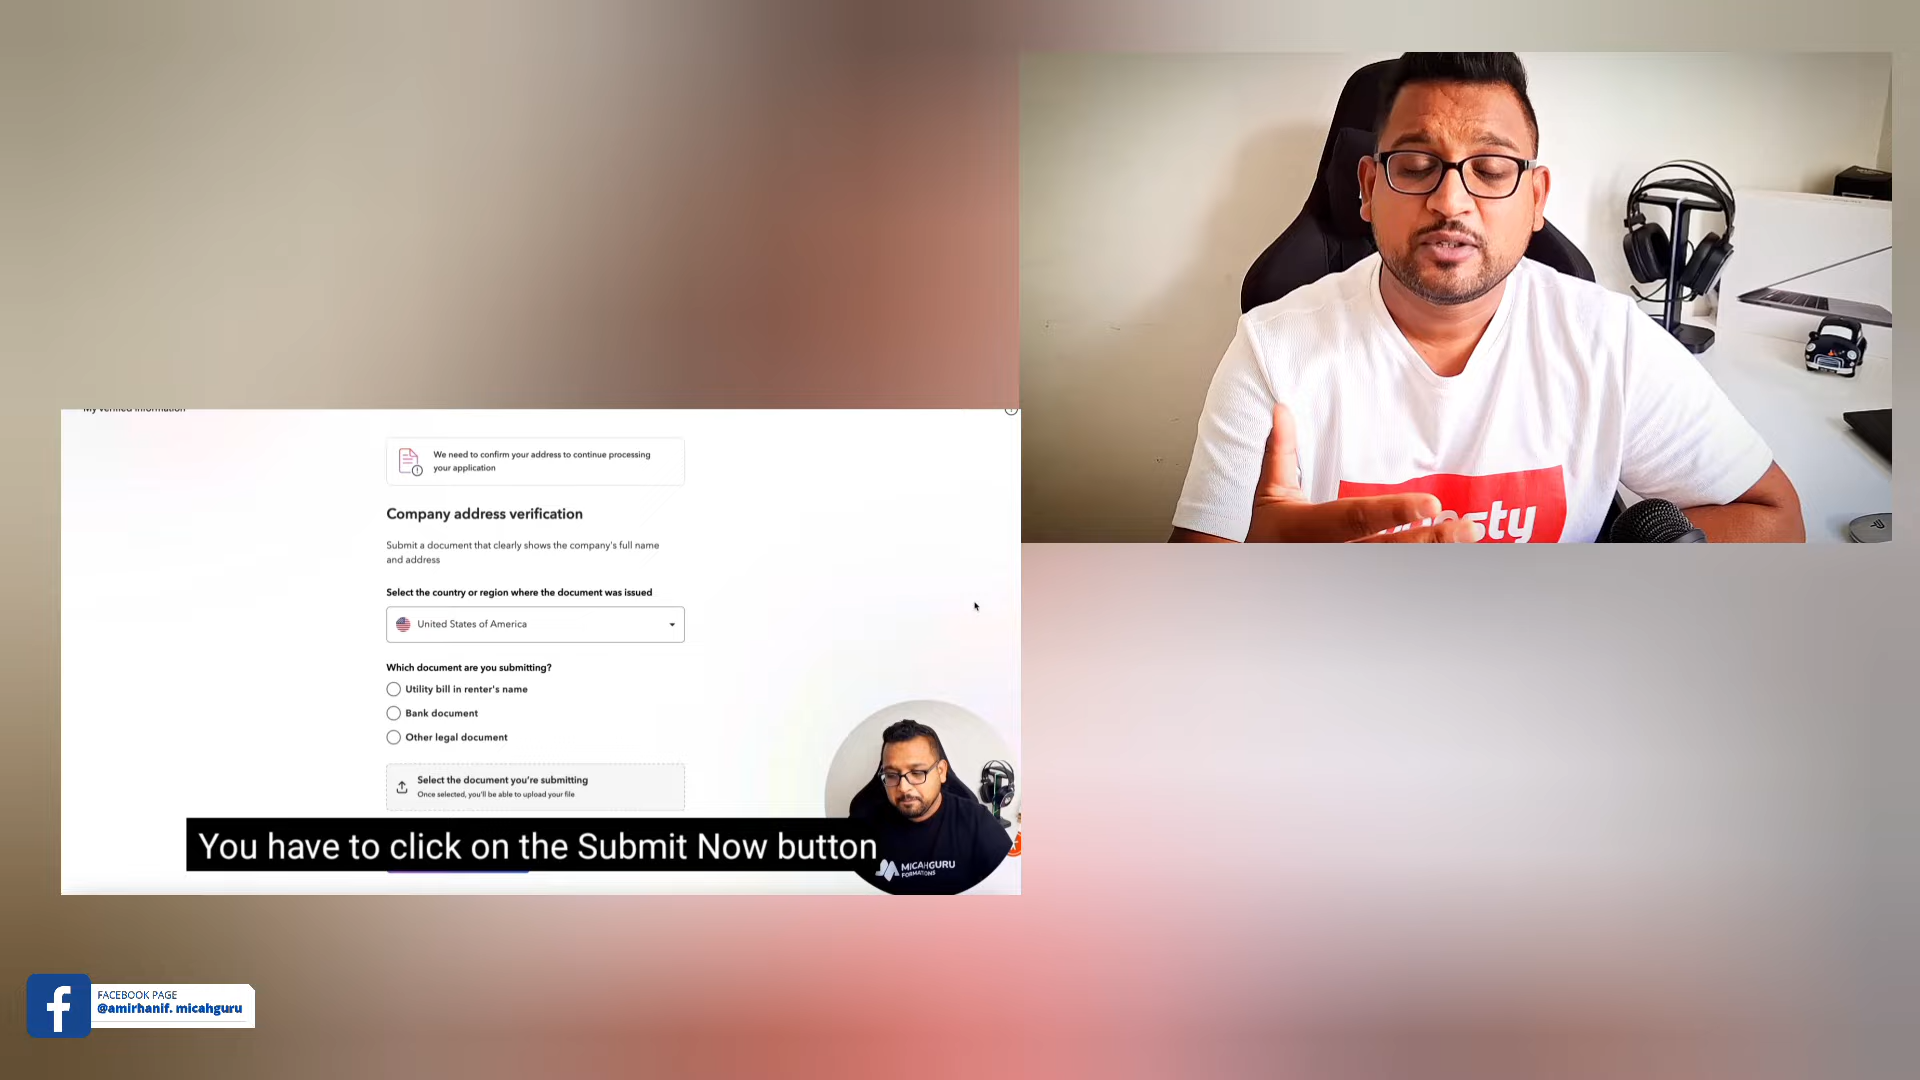 My verified information
We need to confirm your address to continue processing
your application
Company address verification
Submit a document that clearly shows the company's full name
and address
Select the country or region where the document was issued
United States of America
Which document are you submitting?
Utility bill in renter's name
Bank document
Other legal document
Select the document you're submitting
Once selected, you'll be able to upload your file
You have to click on the Submit Now button
MICAHGURU
FORMATIONS
FACEBOOK PAGE
@amirhanif. micahguru